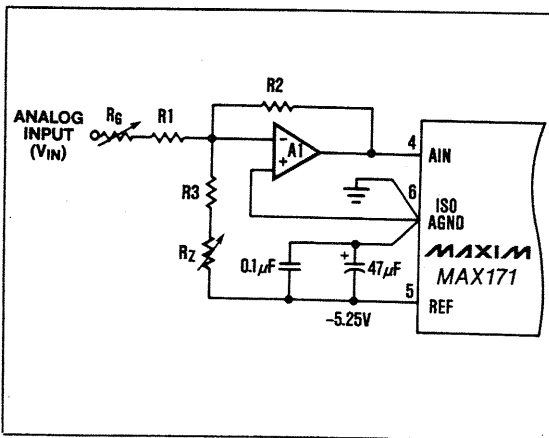 R2
ANALOG
INPUT
(VIN)
RG
R1
−
+
A1
4
AIN
6
ISO
AGND
R3
RZ
0.1µF
+
47µF
MAXIM
MAX171
5
REF
−5.25V